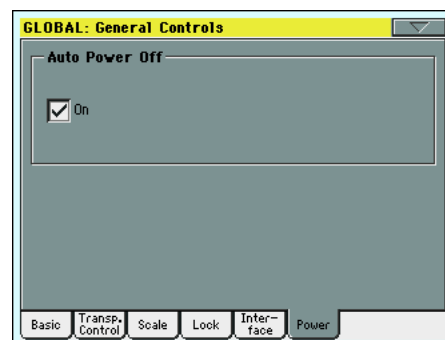 GLOBAL: General Controls
Auto Power Off
On
Basic
Transp.
Control
Scale
Lock
Inter-
face
Power